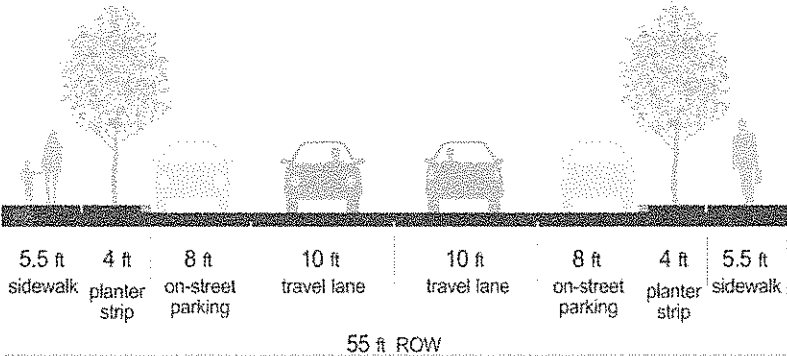 5.5 ft 4 ft 8 ft 10 ft 10 ft 8 ft 4 ft 5.5 ft
sidewalk planter strip on-street parking travel lane travel lane on-street parking planter strip sidewalk
55 ft ROW